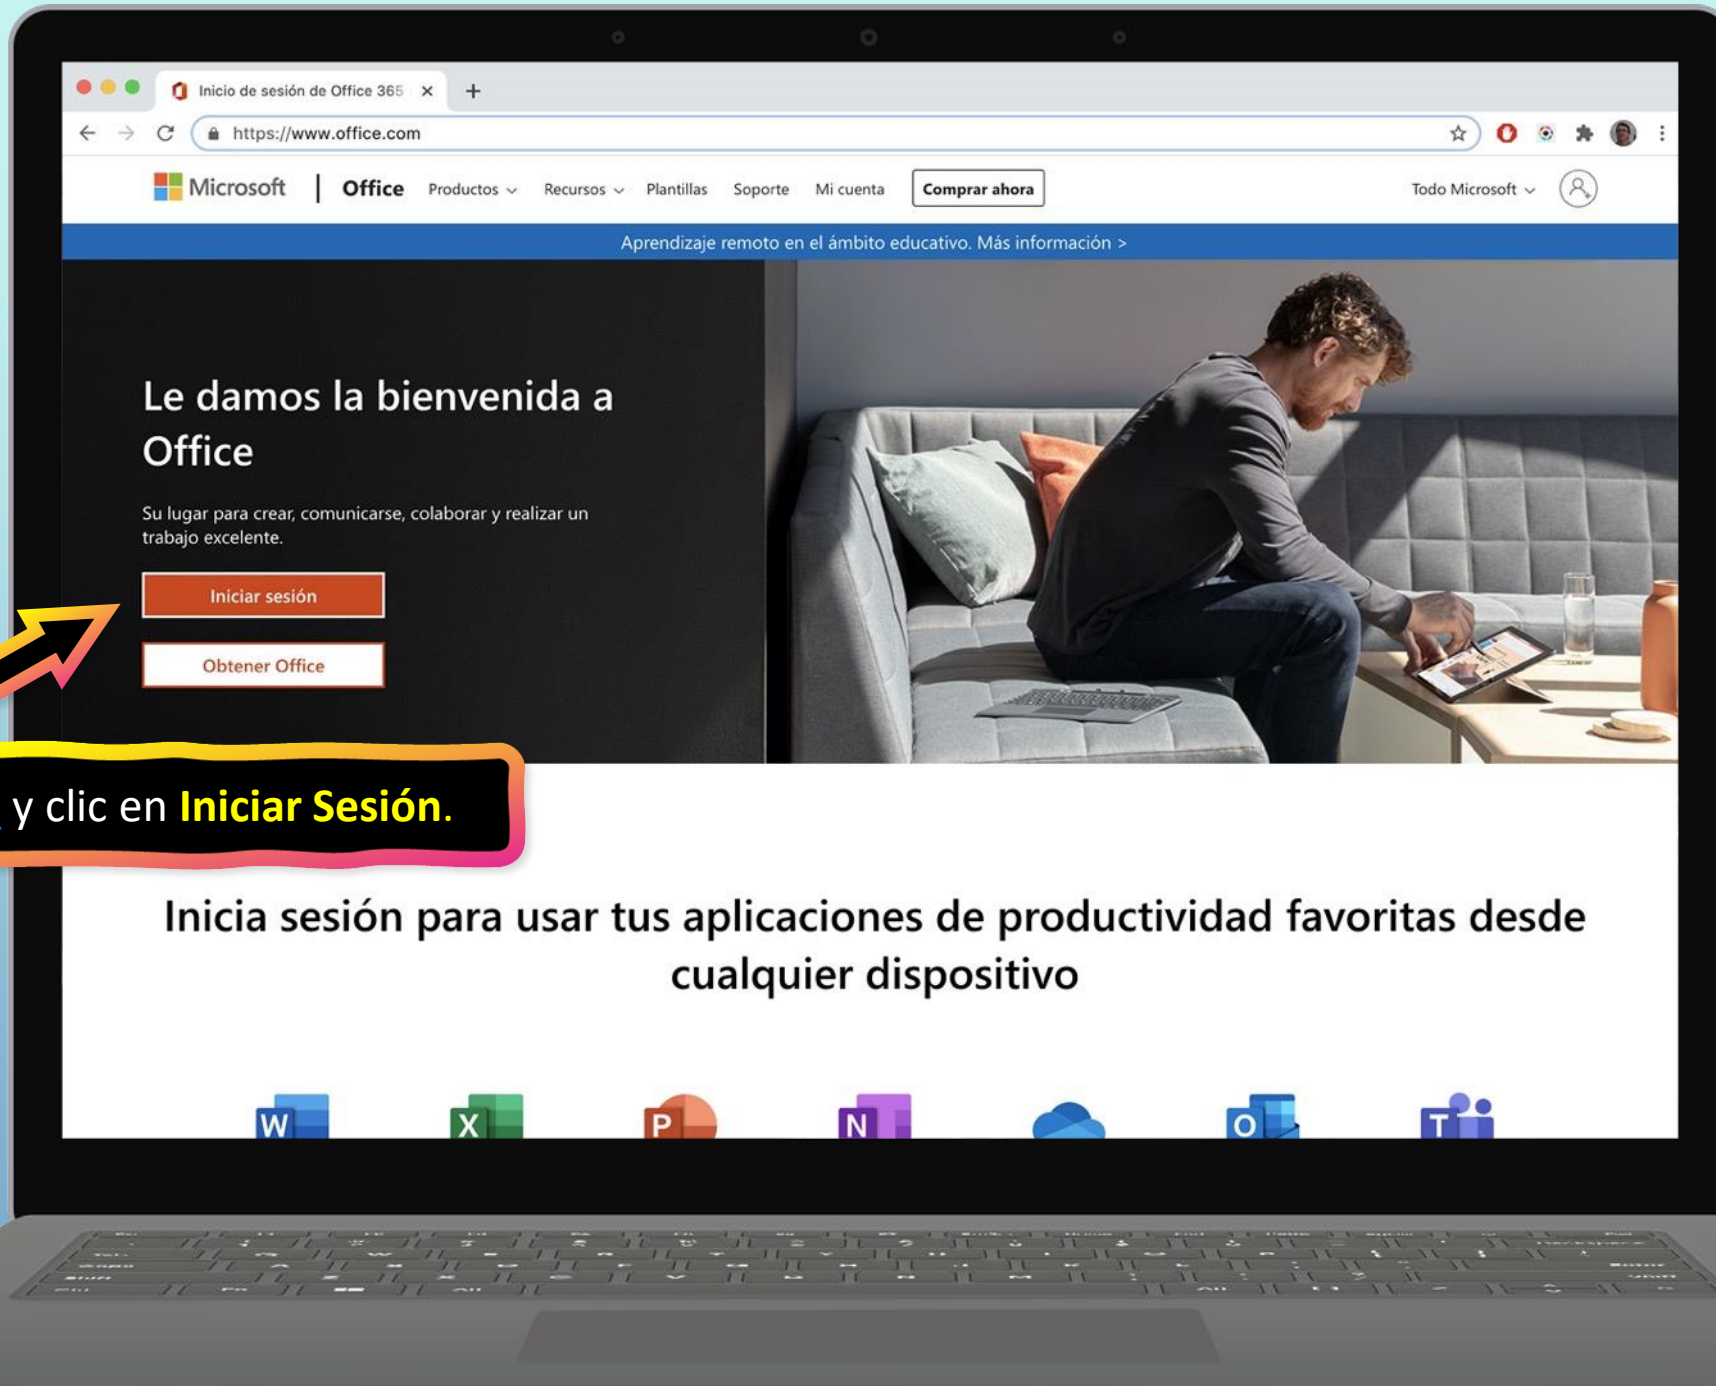 Inicio de sesión de Office 365
https://www.office.com
Microsoft | Office Productos Recursos Plantillas Soporte Mi cuenta Comprar ahora Todo Microsoft
Aprendizaje remoto en el ámbito educativo. Más información >
Le damos la bienvenida a
Office
Su lugar para crear, comunicarse, colaborar y realizar un
trabajo excelente.
Iniciar sesión
Obtener Office
y clic en Iniciar Sesión.
Inicia sesión para usar tus aplicaciones de productividad favoritas desde
cualquier dispositivo
W X P N O T